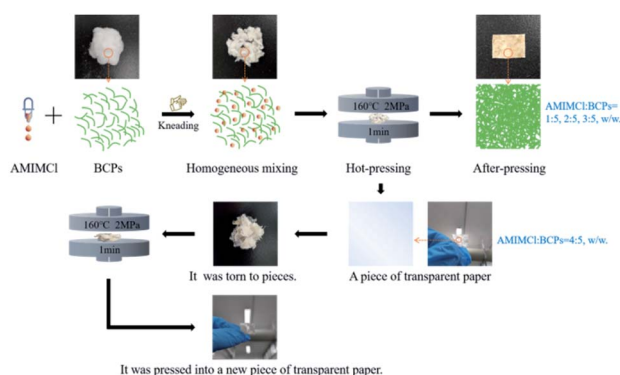 160°C 2MPa
1min
AMIMCl:BCPs=
1:5, 2:5, 3:5, w/w.
Kneading
AMIMCl
BCPs
Homogeneous mixing
Hot-pressing
After-pressing
160°C 2MPa
1min
AMIMCl:BCPs=4:5, w/w.
It was torn to pieces.
A piece of transparent paper
It was pressed into a new piece of transparent paper.